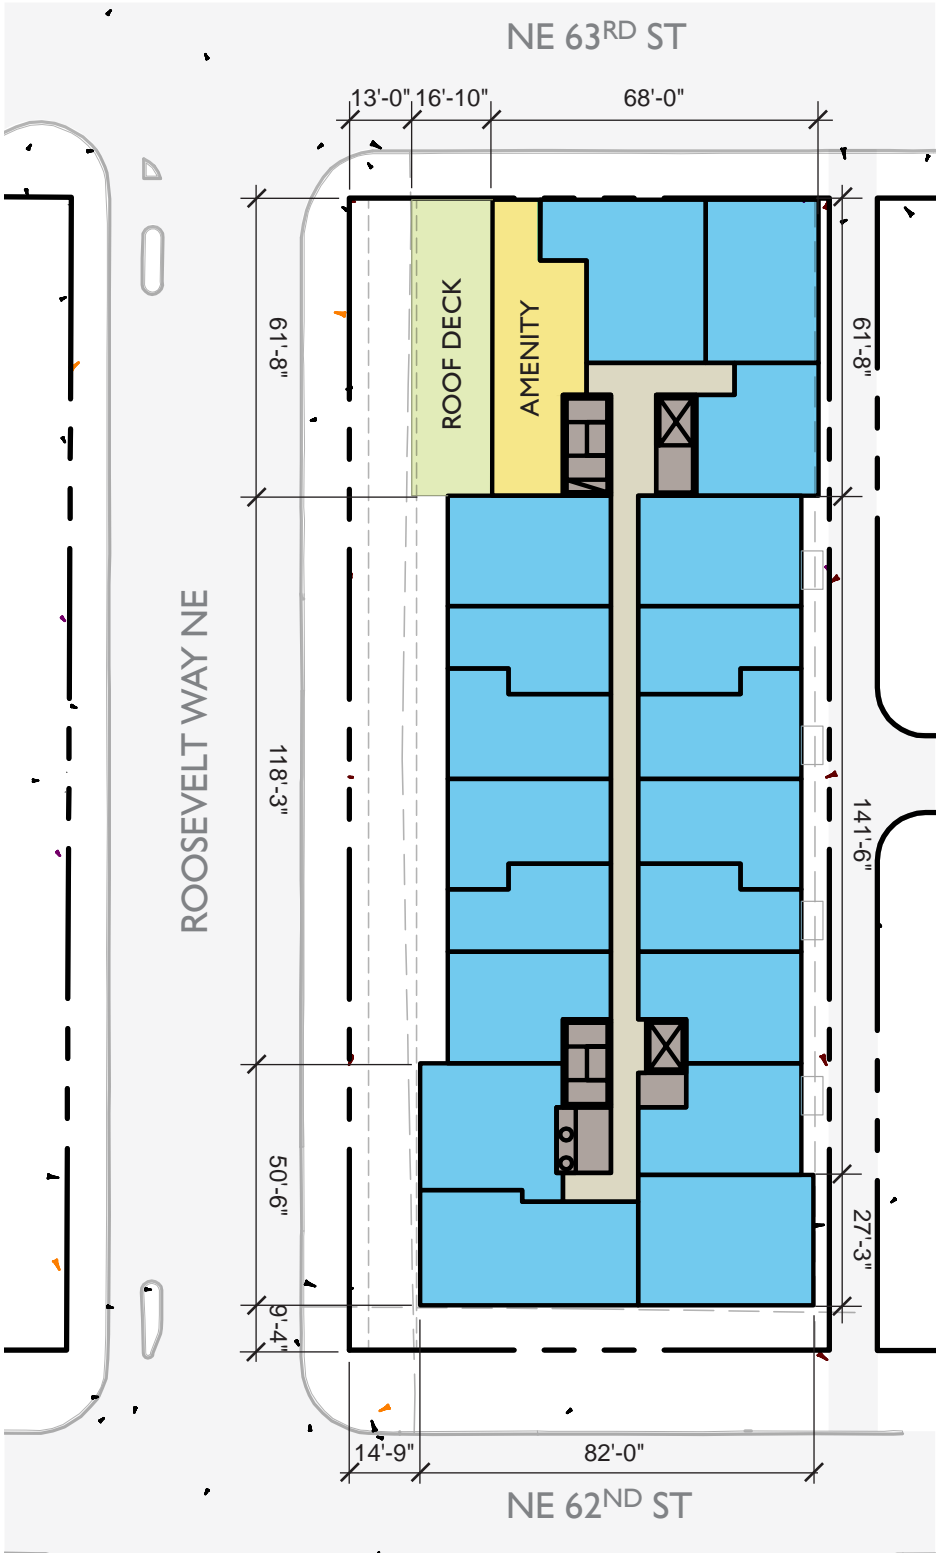 NE 63RD ST
13'-0" 16'-10" 68'-0"
61'-8"
ROOF DECK
AMENITY
61'-8"
ROOSEVELT WAY NE
118'-3"
141'-6"
50'-6"
27'-3"
9'-4"
14'-9" 82'-0"
NE 62ND ST